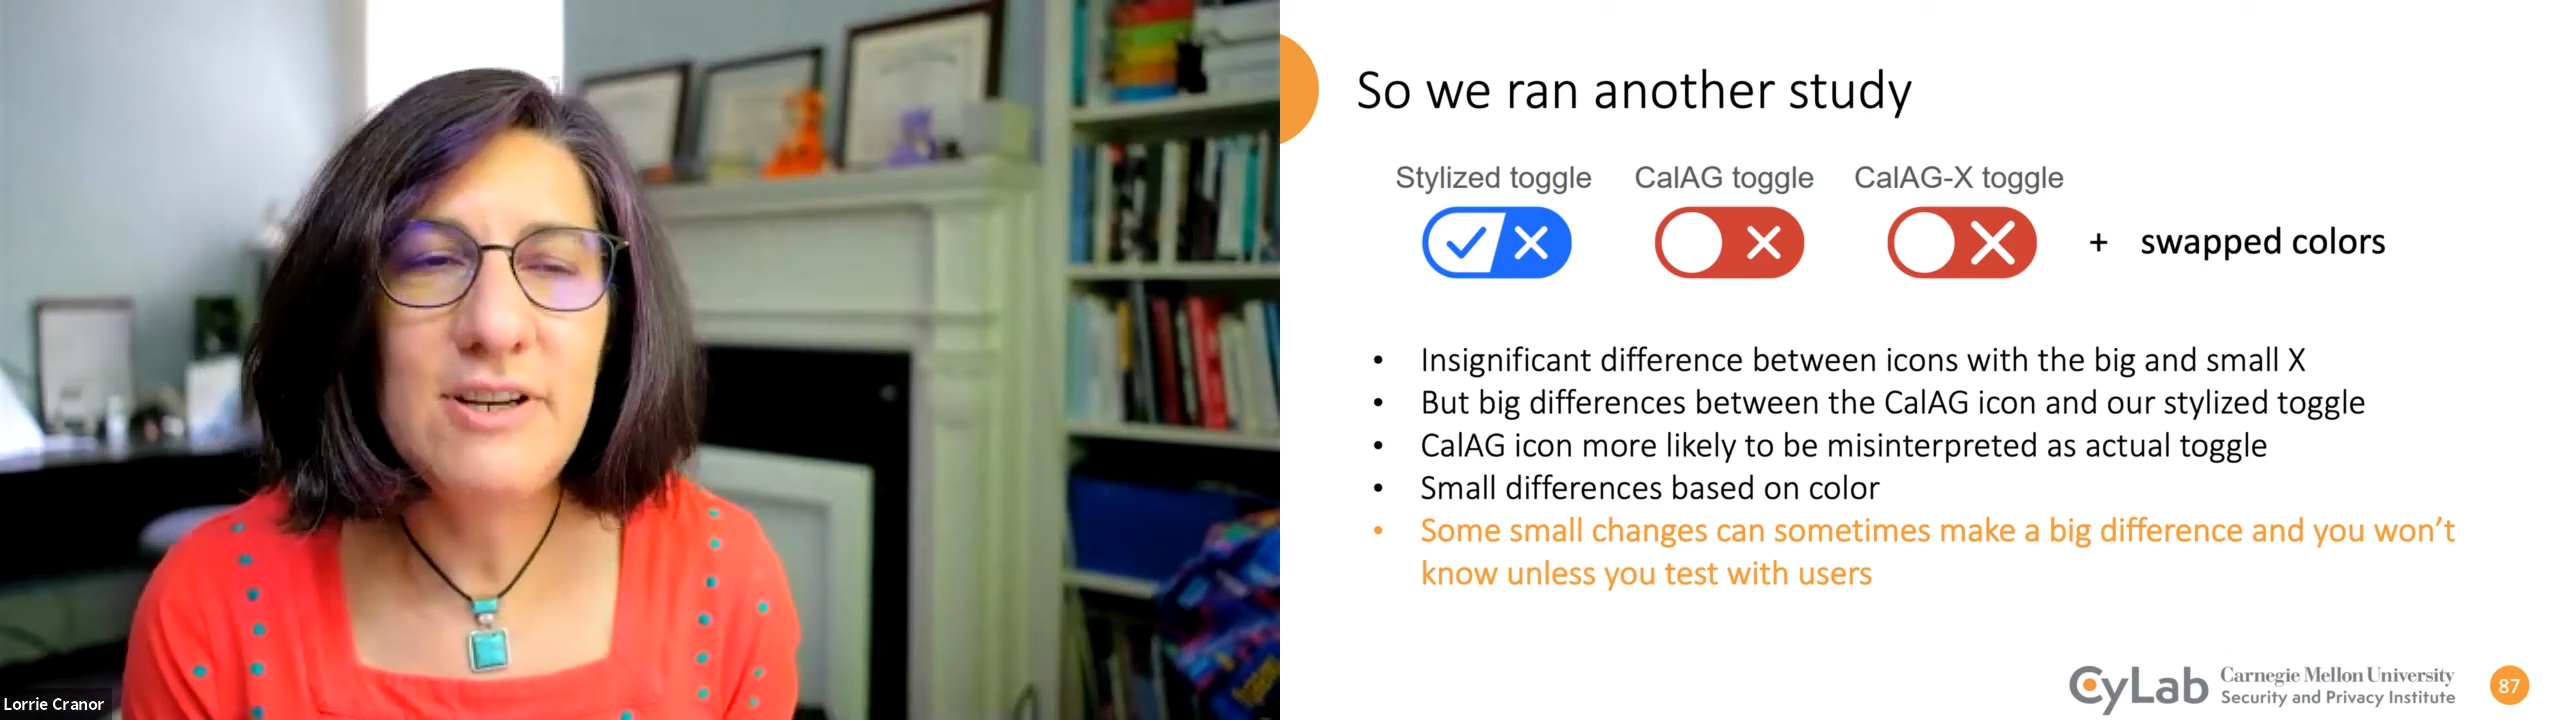 So we ran another study
Stylized toggle CalAG toggle CalAG-X toggle
+ swapped colors
• Insignificant difference between icons with the big and small X
• But big differences between the CalAG icon and our stylized toggle
• CalAG icon more likely to be misinterpreted as actual toggle
• Small differences based on color
• Some small changes can sometimes make a big difference and you won’t
know unless you test with users
Lorrie Cranor
CyLab Carnegie Mellon University
Security and Privacy Institute
87